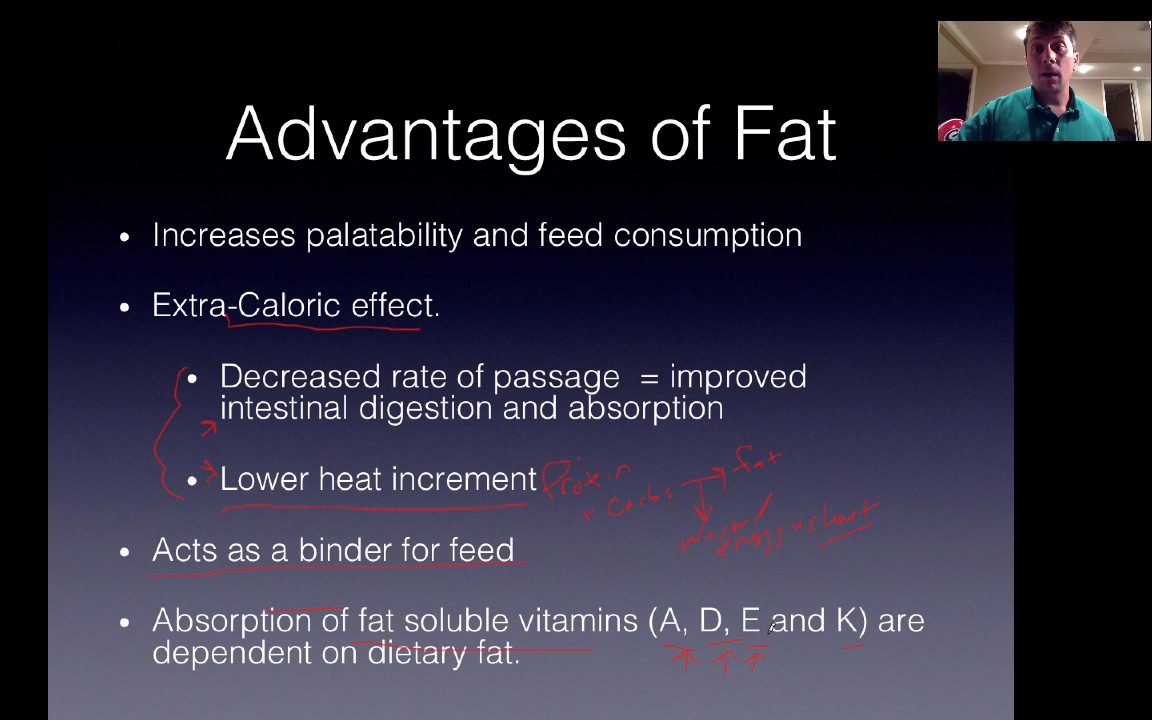 Advantages of Fat
• Increases palatability and feed consumption
• Extra-Caloric effect.
• Decreased rate of passage = improved
intestinal digestion and absorption
• Lower heat increment
Protein
+ Carbs → fat
Wasted energy as heat
• Acts as a binder for feed
• Absorption of fat soluble vitamins (A, D, E and K) are
dependent on dietary fat.